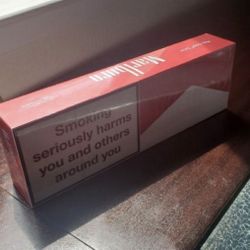 Marlboro
Smoking
seriously harms
you and others
around you